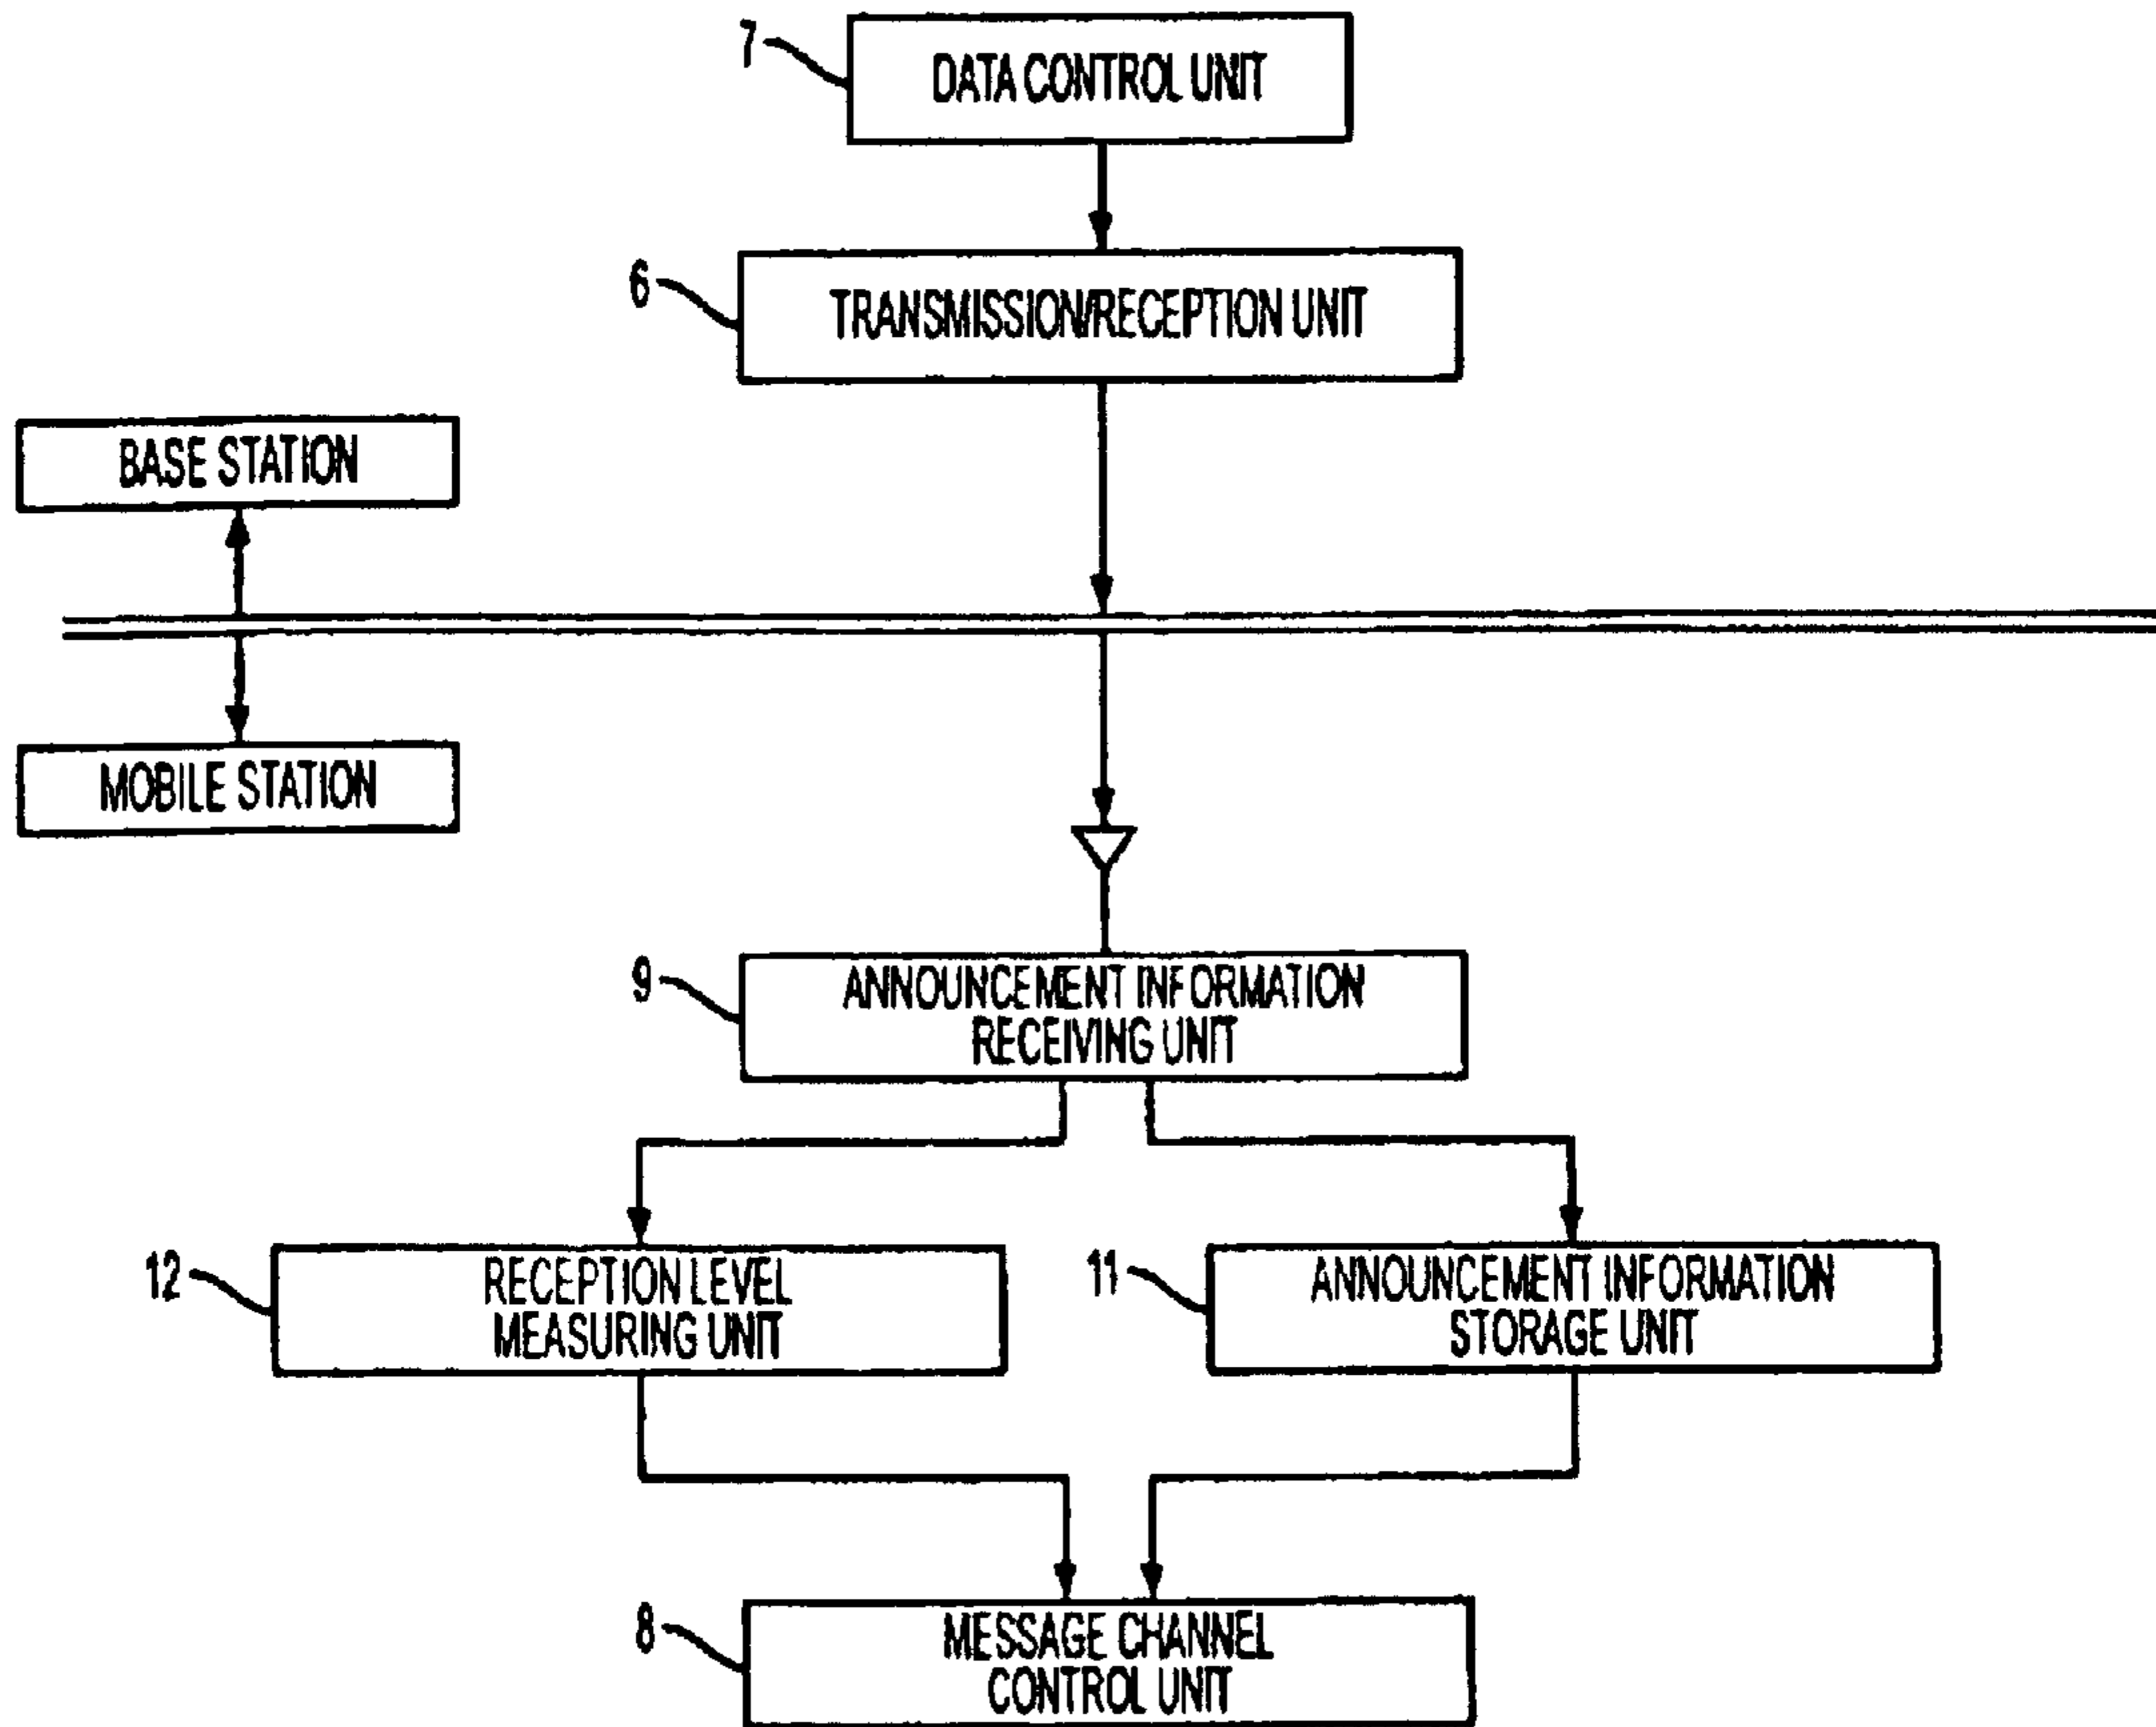 7
DATA CONTROL UNIT
6
TRANSMISSION/RECEPTION UNIT
BASE STATION
MOBILE STATION
9
ANNOUNCEMENT INFORMATION
RECEIVING UNIT
12
RECEPTION LEVEL
MEASURING UNIT
11
ANNOUNCEMENT INFORMATION
STORAGE UNIT
8
MESSAGE CHANNEL
CONTROL UNIT